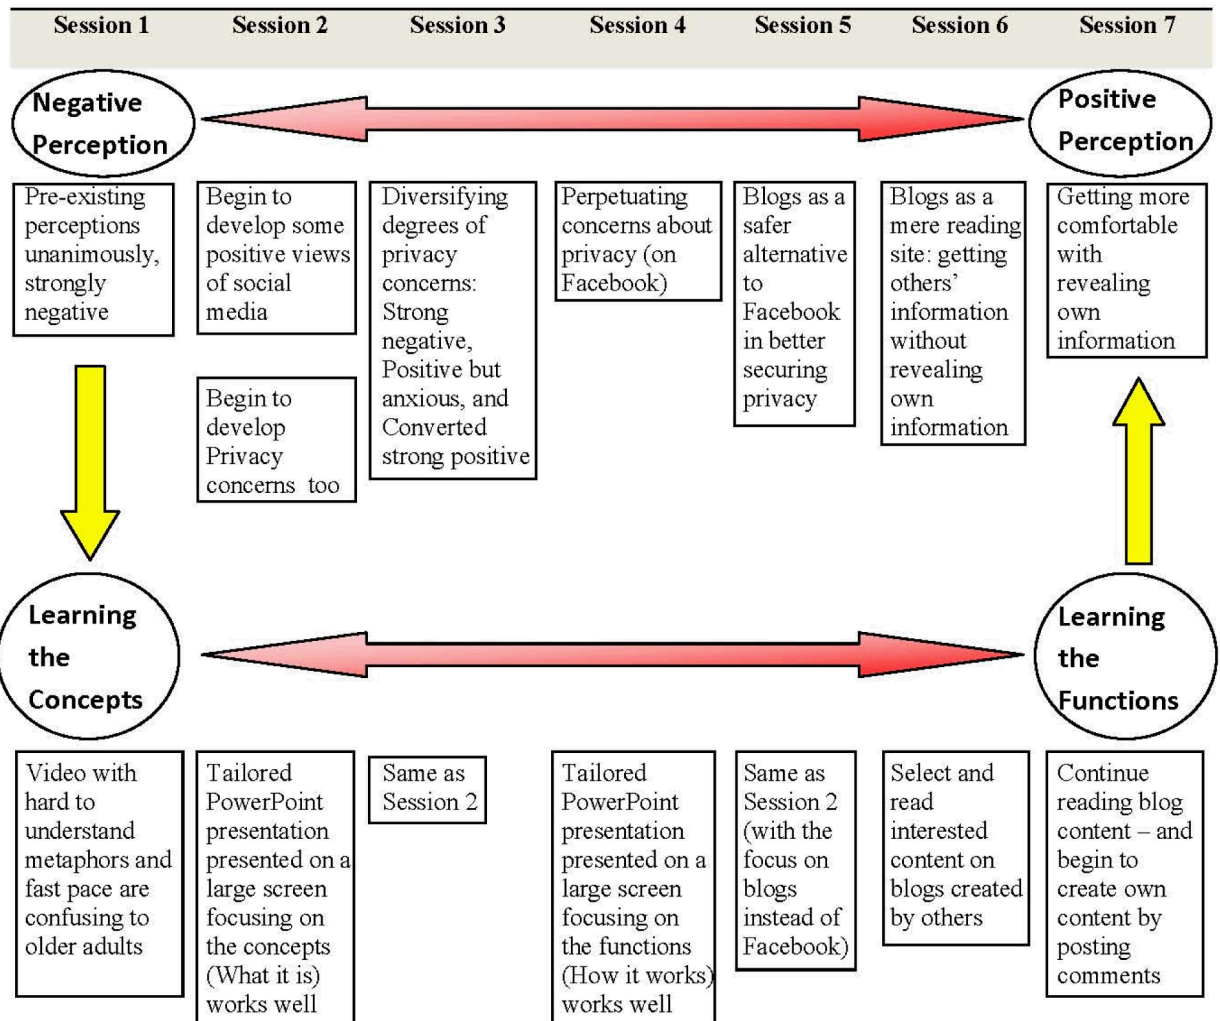 Session 1 Session 2 Session 3 Session 4 Session 5 Session 6 Session 7
Negative
Perception
Positive
Perception
Pre-existing
perceptions
unanimously,
strongly
negative
Begin to
develop some
positive views
of social
media
Begin to
develop
Privacy
concerns too
Diversifying
degrees of
privacy
concerns:
Strong
negative,
Positive but
anxious, and
Converted
strong positive
Perpetuating
concerns about
privacy (on
Facebook)
Blogs as a
safer
alternative
to
Facebook
in better
securing
privacy
Blogs as a
mere reading
site: getting
others’
information
without
revealing
own
information
Getting more
comfortable
with
revealing
own
information
Learning
the
Concepts
Learning
the
Functions
Video with
hard to
understand
metaphors and
fast pace are
confusing to
older adults
Tailored
PowerPoint
presentation
presented on a
large screen
focusing on
the concepts
(What it is)
works well
Same as
Session 2
Tailored
PowerPoint
presentation
presented on a
large screen
focusing on
the functions
(How it works)
works well
Same as
Session 2
(with the
focus on
blogs
instead of
Facebook)
Select and
read
interested
content on
blogs created
by others
Continue
reading blog
content – and
begin to
create own
content by
posting
comments